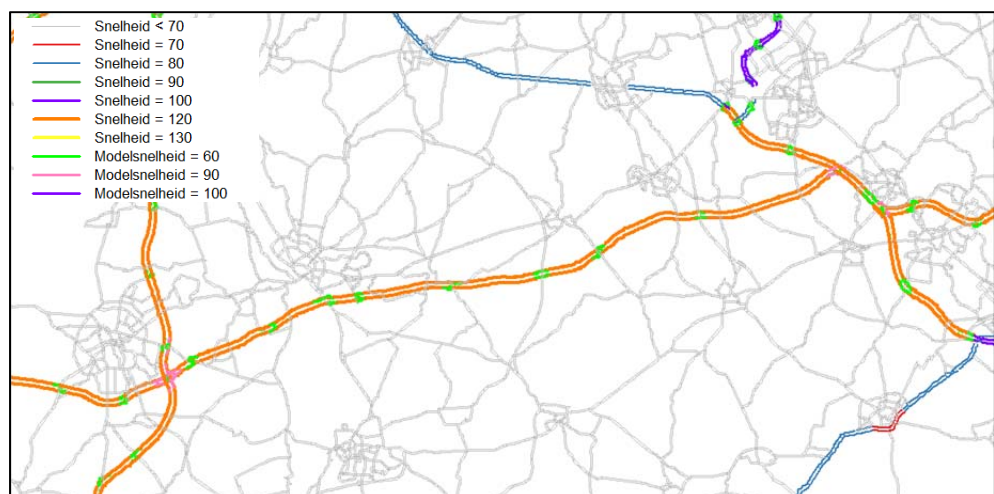 Snelheid < 70
Snelheid = 70
Snelheid = 80
Snelheid = 90
Snelheid = 100
Snelheid = 120
Snelheid = 130
Modelsnelheid = 60
Modelsnelheid = 90
Modelsnelheid = 100